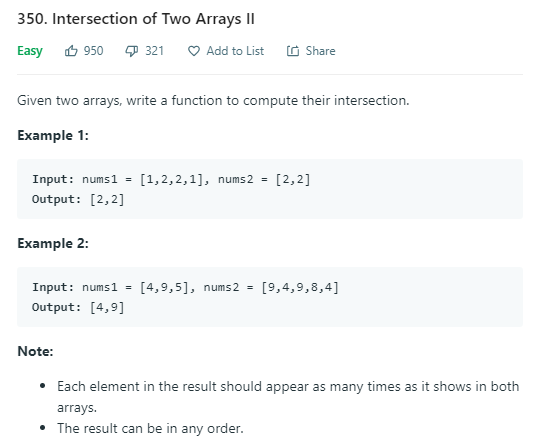 350. Intersection of Two Arrays II
Easy 950 321 Add to List Share
Given two arrays, write a function to compute their intersection.
Example 1:
Input: nums1 = [1,2,2,1], nums2 = [2,2]
Output: [2,2]
Example 2:
Input: nums1 = [4,9,5], nums2 = [9,4,9,8,4]
Output: [4,9]
Note:
• Each element in the result should appear as many times as it shows in both
arrays.
• The result can be in any order.